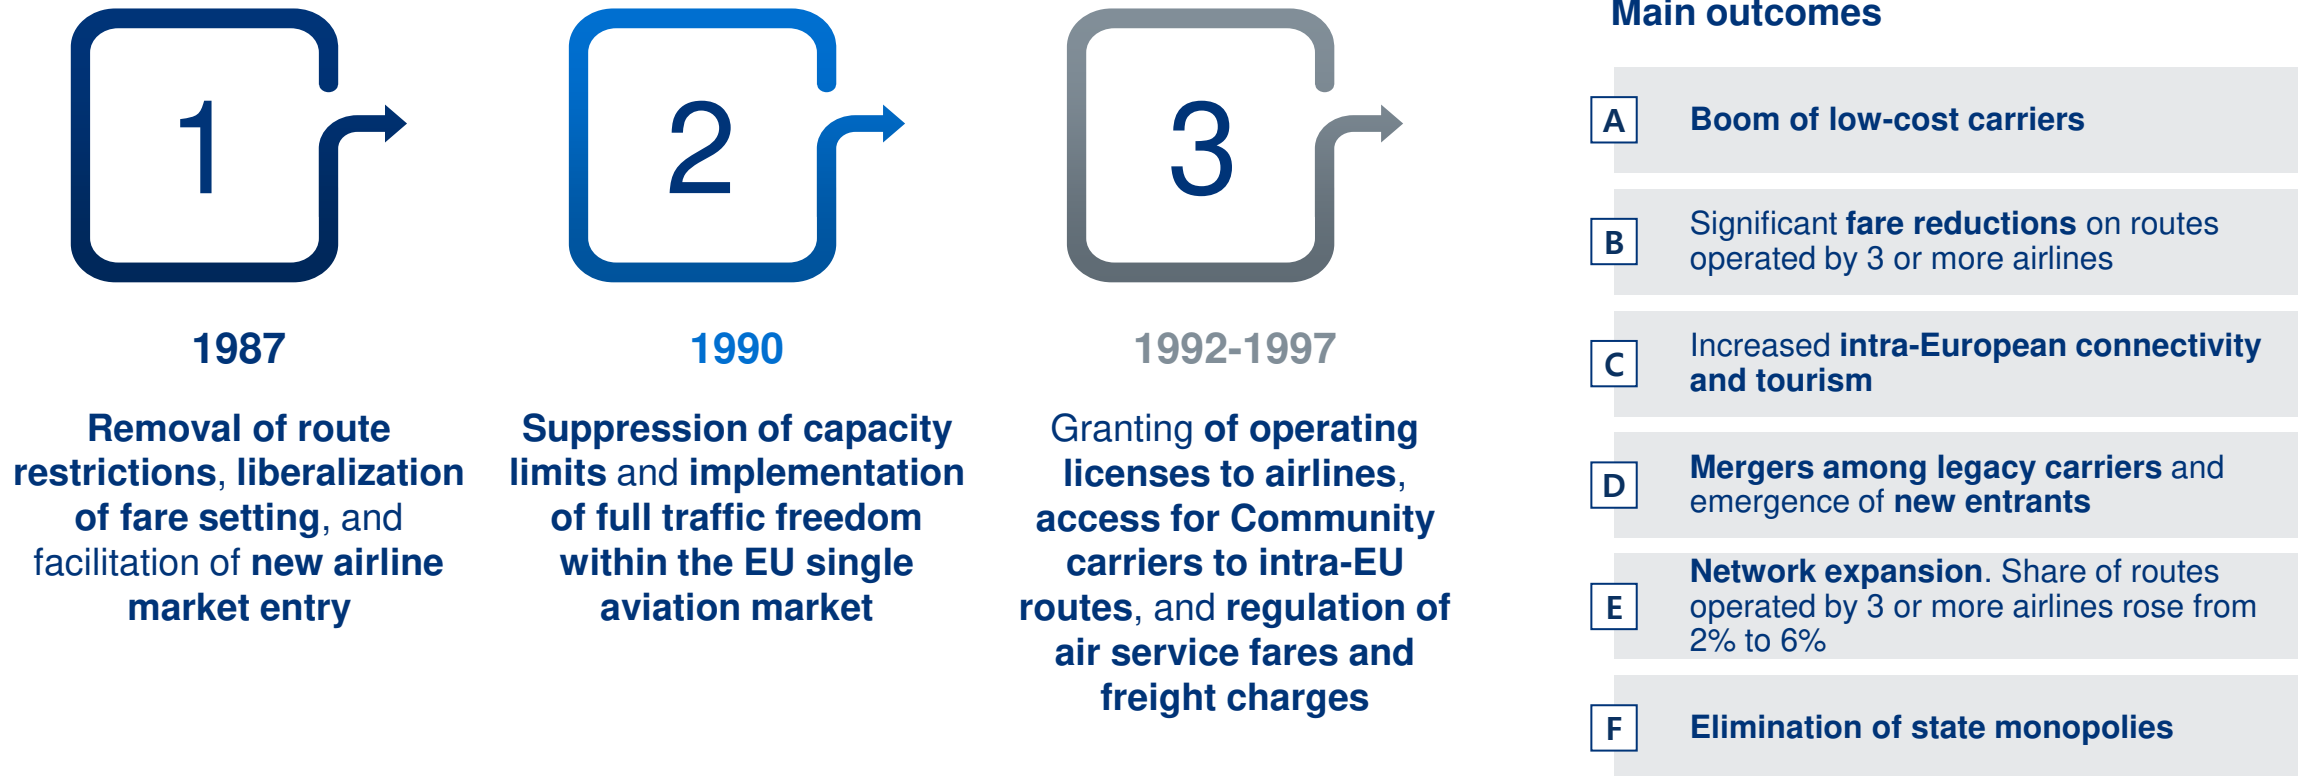 1
1987
Removal of route
restrictions, liberalization
of fare setting, and
facilitation of new airline
market entry
2
1990
Suppression of capacity
limits and implementation
of full traffic freedom
within the EU single
aviation market
3
1992-1997
Granting of operating
licenses to airlines,
access for Community
carriers to intra-EU
routes, and regulation of
air service fares and
freight charges
Main outcomes
A
Boom of low-cost carriers
B
Significant fare reductions on routes
operated by 3 or more airlines
C
Increased intra-European connectivity
and tourism
D
Mergers among legacy carriers and
emergence of new entrants
E
Network expansion. Share of routes
operated by 3 or more airlines rose from
2% to 6%
F
Elimination of state monopolies